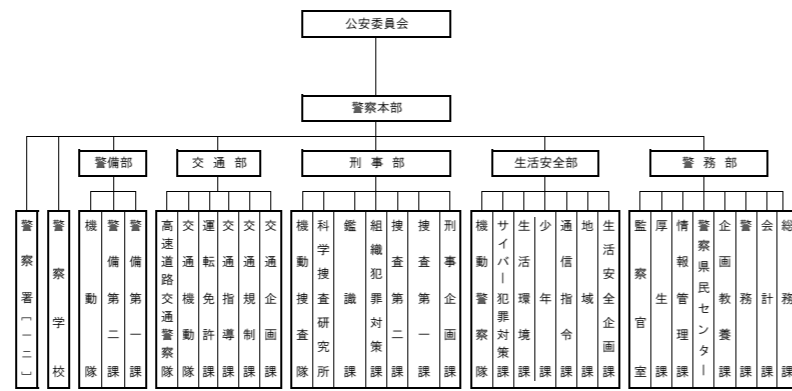 公安委員会
警察本部
警備部
交通部
刑事部
生活安全部
警務部
総務課
会計課
警務課
企画教養課
警察県民センター
情報管理課
厚生課
監察官室
生活安全企画課
地域課
通信指令課
少年課
生活環境課
サイバー犯罪対策課
機動警察隊
刑事企画課
捜査第一課
捜査第二課
組織犯罪対策課
鑑識課
科学捜査研究所
機動捜査隊
交通企画課
交通規制課
交通指導課
運転免許課
交通機動隊
高速道路交通警察隊
警備第一課
警備第二課
機動隊
警察学校
警察署〔一二〕